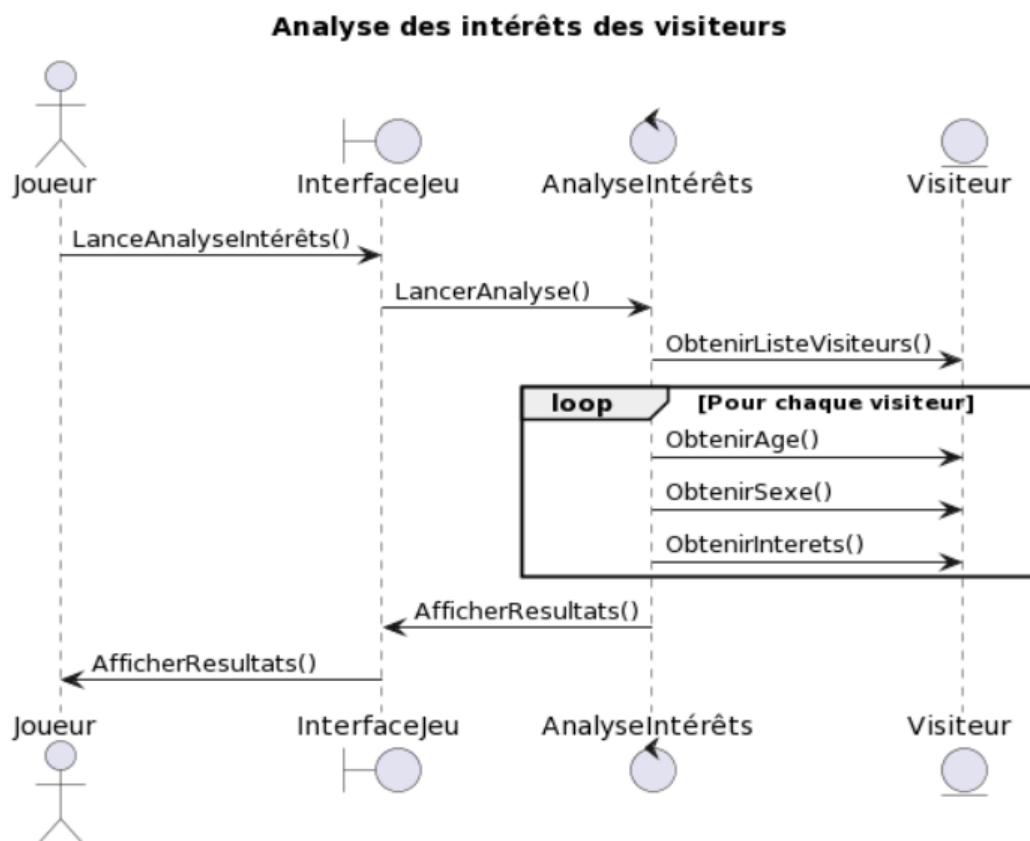 Analyse des intérêts des visiteurs
Joueur
InterfaceJeu
AnalyseIntérêts
Visiteur
LanceAnalyseIntérêts()
LancerAnalyse()
ObtenirListeVisiteurs()
loop
[Pour chaque visiteur]
ObtenirAge()
ObtenirSexe()
ObtenirInterets()
AfficherResultats()
AfficherResultats()
Joueur
InterfaceJeu
AnalyseIntérêts
Visiteur